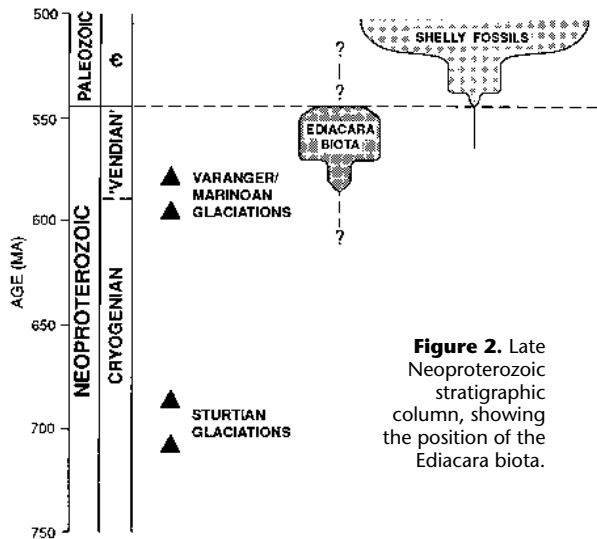 500
550
600
650
700
750
AGE (MA)
PALEOZOIC
NEOPROTEROZOIC
Є
'VENDIAN'
CRYOGENIAN
?
?
?
SHELLY FOSSILS
EDIACARA
BIOTA
VARANGER/
MARINOAN
GLACIATIONS
STURTIAN
GLACIATIONS
Figure 2. Late
Neoproterozoic
stratigraphic
column, showing
the position of the
Ediacara biota.